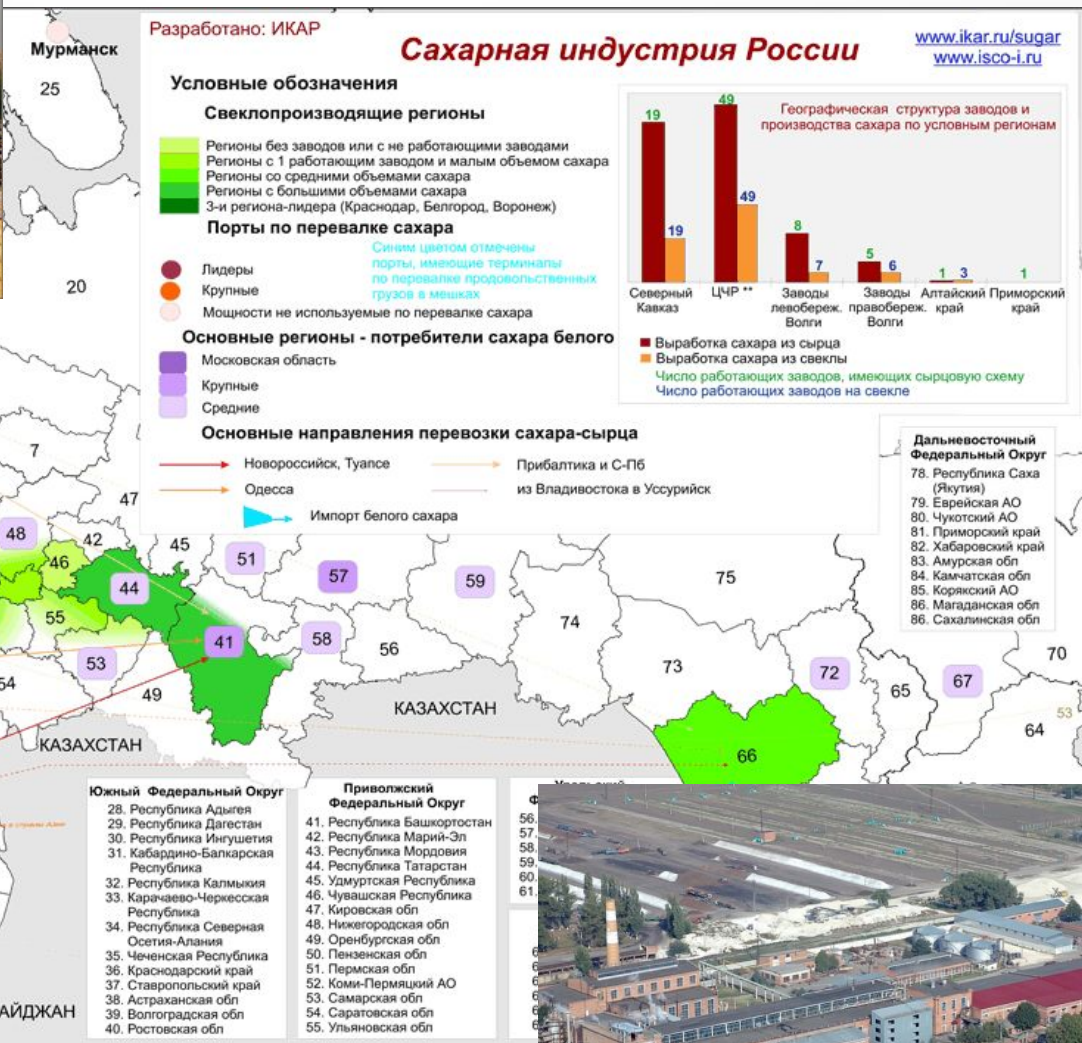 Разработано: ИКАР
Сахарная индустрия России
www.ikar.ru/sugar
www.isco-i.ru
Условные обозначения
Свеклопроизводящие регионы
Регионы без заводов или с не работающими заводами
Регионы с 1 работающим заводом и малым объемом сахара
Регионы со средними объемами сахара
Регионы с большими объемами сахара
3-и региона-лидера (Краснодар, Белгород, Воронеж)
Порты по перевалке сахара
Синим цветом отмечены
порты, имеющие терминалы
по перевалке продовольственных
грузов в мешках
Лидеры
Крупные
Мощности не используемые по перевалке сахара
Основные регионы - потребители сахара белого
Московская область
Крупные
Средние
Основные направления перевозки сахара-сырца
Новороссийск, Туапсе
Прибалтика и С-Пб
Одесса
из Владивостока в Уссурийск
Импорт белого сахара
Географическая структура заводов и
производства сахара по условным регионам
19
49
19
49
8
7
5
6
1
3
1
Северный
Кавказ
ЦЧР **
Заводы
левобереж.
Волги
Заводы
правобереж.
Волги
Алтайский
край
Приморский
край
Выработка сахара из сырца
Выработка сахара из свеклы
Число работающих заводов, имеющих сырцовую схему
Число работающих заводов на свекле
Дальневосточный
Федеральный Округ
78. Республика Саха
(Якутия)
79. Еврейская АО
80. Чукотский АО
81. Приморский край
82. Хабаровский край
83. Амурская обл
84. Камчатская обл
85. Корякский АО
86. Магаданская обл
86. Сахалинская обл
Мурманск
25
20
7
47
48
42
45
46
51
57
59
75
44
74
55
41
58
56
53
73
72
70
54
49
65
67
КАЗАХСТАН
53
64
КАЗАХСТАН
66
Южный Федеральный Округ
28. Республика Адыгея
29. Республика Дагестан
30. Республика Ингушетия
31. Кабардино-Балкарская
Республика
32. Республика Калмыкия
33. Карачаево-Черкесская
Республика
34. Республика Северная
Осетия-Алания
35. Чеченская Республика
36. Краснодарский край
37. Ставропольский край
38. Астраханская обл
39. Волгоградская обл
40. Ростовская обл
Приволжский
Федеральный Округ
41. Республика Башкортостан
42. Республика Марий-Эл
43. Республика Мордовия
44. Республика Татарстан
45. Удмуртская Республика
46. Чувашская Республика
47. Кировская обл
48. Нижегородская обл
49. Оренбургская обл
50. Пензенская обл
51. Пермская обл
52. Коми-Пермяцкий АО
53. Самарская обл
54. Саратовская обл
55. Ульяновская обл
56.
57.
58.
59.
60.
61.
АЙДЖАН